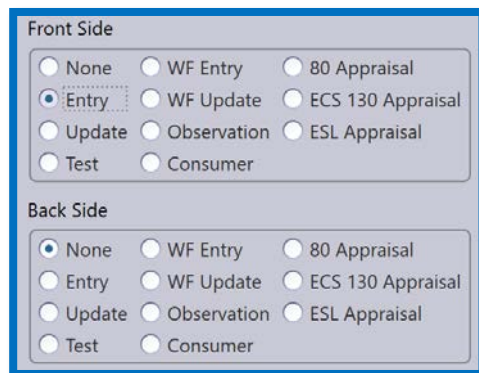 Front Side
None WF Entry 80 Appraisal
Entry WF Update ECS 130 Appraisal
Update Observation ESL Appraisal
Test Consumer
Back Side
None WF Entry 80 Appraisal
Entry WF Update ECS 130 Appraisal
Update Observation ESL Appraisal
Test Consumer